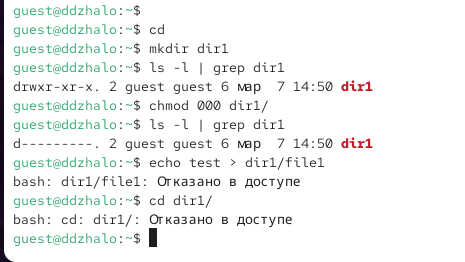 guest@ddzhalo:~$
guest@ddzhalo:~$ cd
guest@ddzhalo:~$ mkdir dir1
guest@ddzhalo:~$ ls -l | grep dir1
drwxr-xr-x. 2 guest guest 6 мар  7 14:50 dir1
guest@ddzhalo:~$ chmod 000 dir1/
guest@ddzhalo:~$ ls -l | grep dir1
d---------. 2 guest guest 6 мар  7 14:50 dir1
guest@ddzhalo:~$ echo test > dir1/file1
bash: dir1/file1: Отказано в доступе
guest@ddzhalo:~$ cd dir1/
bash: cd: dir1/: Отказано в доступе
guest@ddzhalo:~$